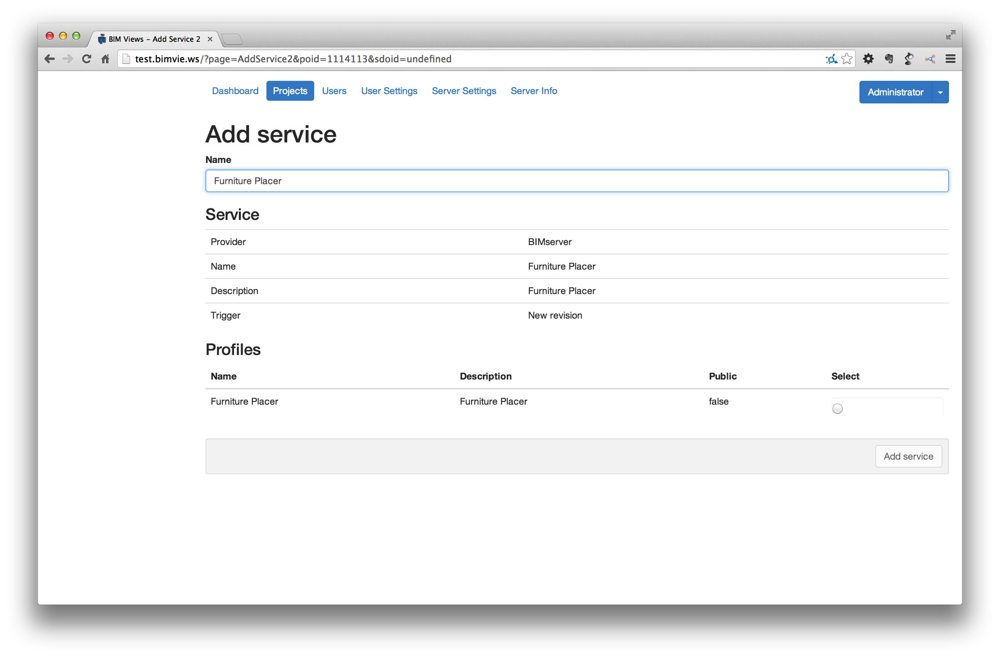 BIM Views – Add Service 2
test.bimvie.ws/?page=AddService2&poid=1114113&sdoid=undefined
Dashboard Projects Users User Settings Server Settings Server Info Administrator
Add service
Name
Furniture Placer
Service
Provider BIMserver
Name Furniture Placer
Description Furniture Placer
Trigger New revision
Profiles
Name Description Public Select
Furniture Placer Furniture Placer false
Add service